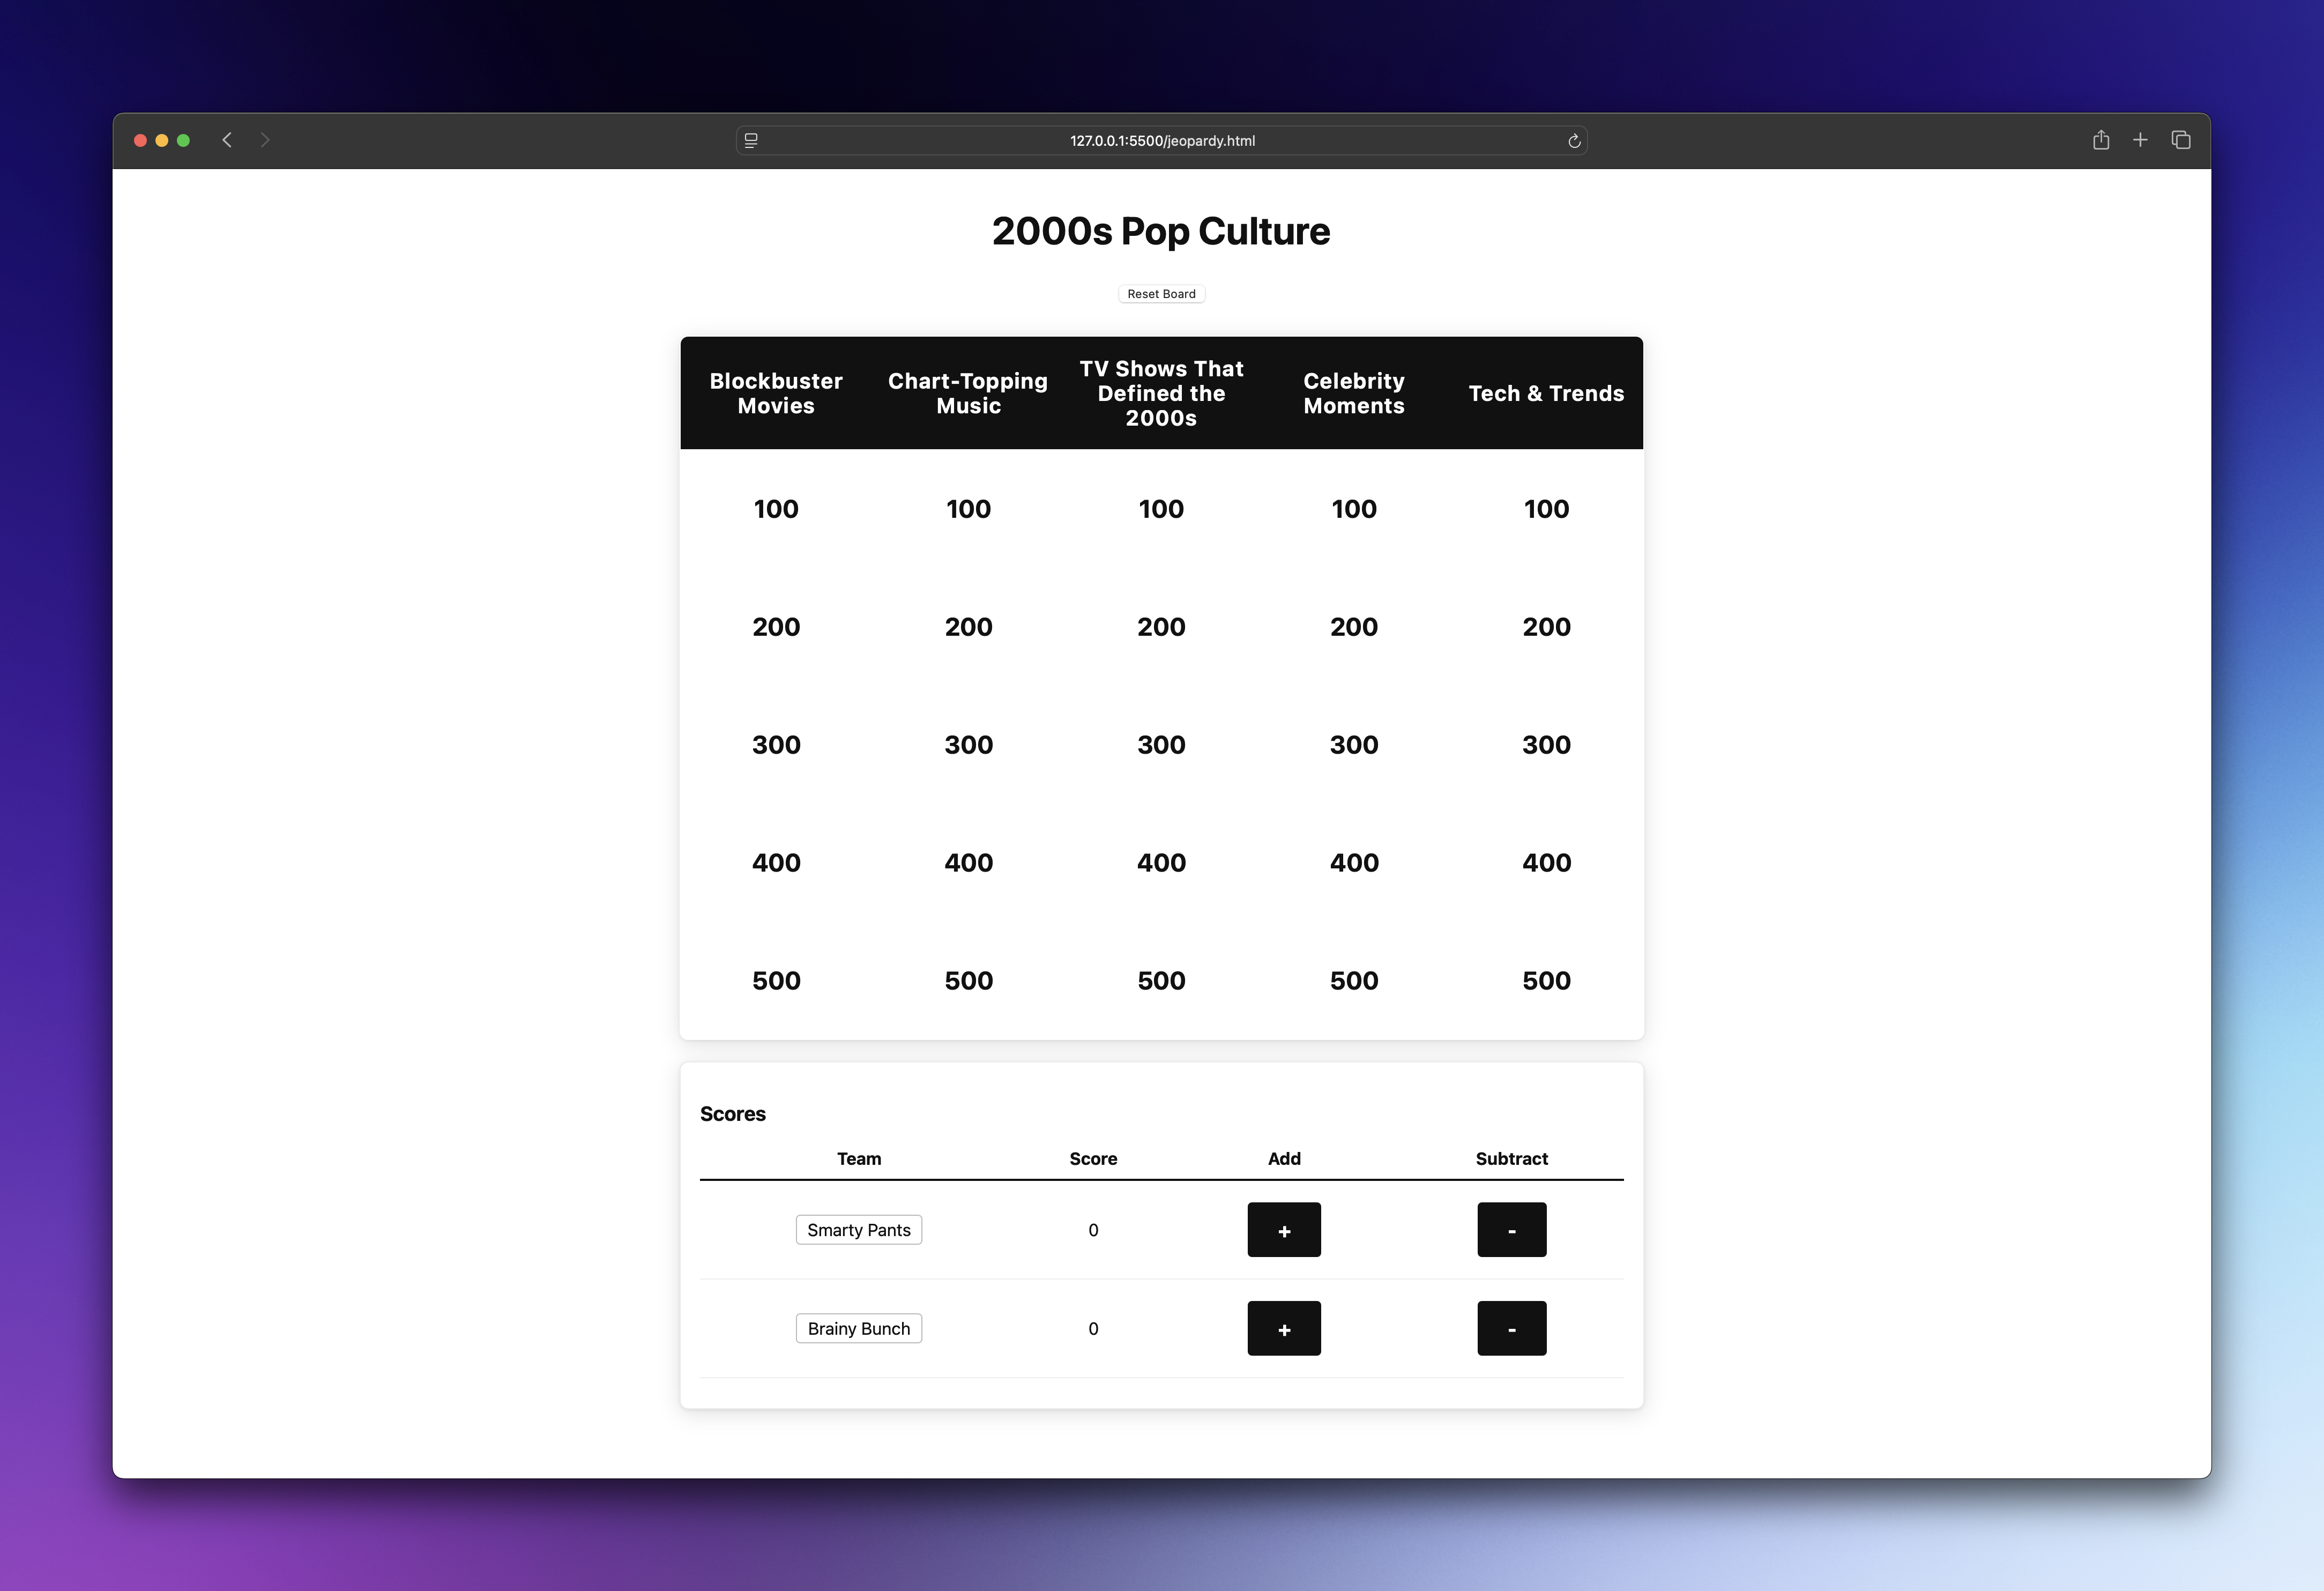 127.0.0.1:5500/jeopardy.html
2000s Pop Culture
Reset Board
Blockbuster
Movies
Chart-Topping
Music
TV Shows That
Defined the
2000s
Celebrity
Moments
Tech & Trends
100 100 100 100 100
200 200 200 200 200
300 300 300 300 300
400 400 400 400 400
500 500 500 500 500
Scores
Team Score Add Subtract
Smarty Pants 0 + -
Brainy Bunch 0 + -